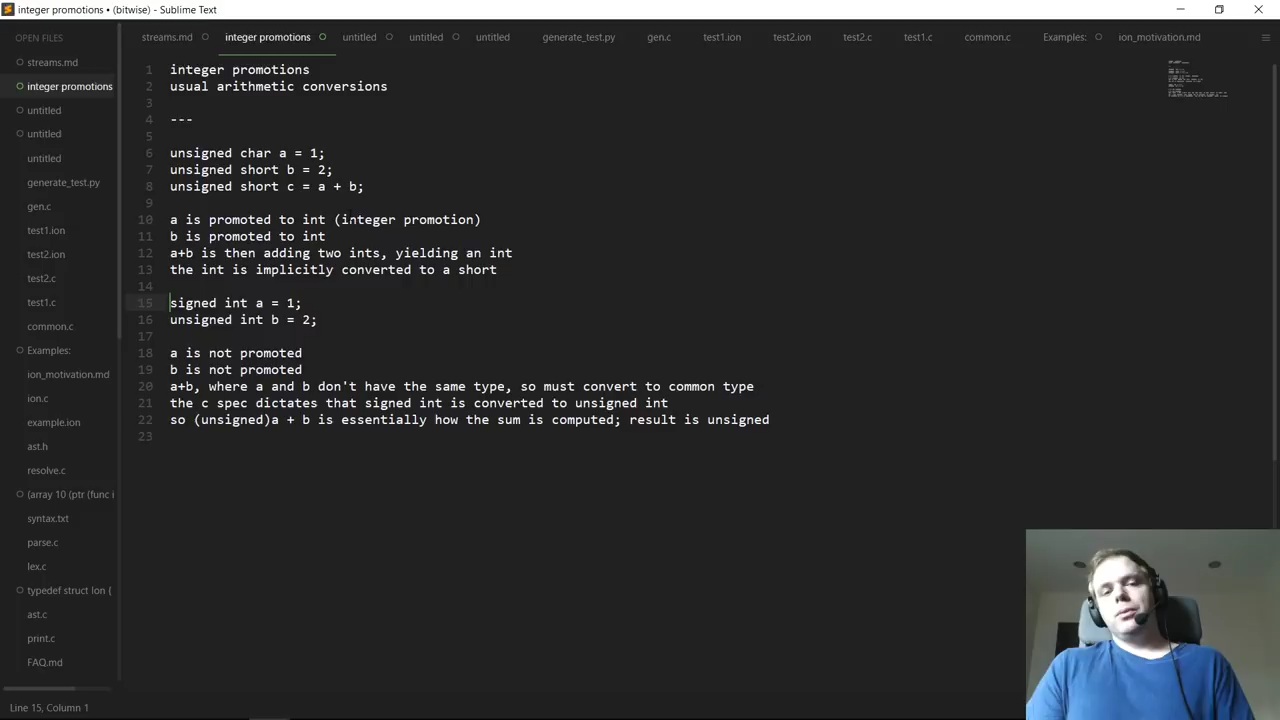 integer promotions • (bitwise) - Sublime Text
OPEN FILES
streams.md
integer promotions
untitled
untitled
untitled
generate_test.py
gen.c
test1.ion
test2.ion
test2.c
test1.c
common.c
Examples:
ion_motivation.md
ion.c
example.ion
ast.h
resolve.c
(array 10 (ptr (func i
syntax.txt
parse.c
lex.c
typedef struct Ion {
ast.c
print.c
FAQ.md
streams.md
integer promotions
untitled
untitled
untitled
generate_test.py
gen.c
test1.ion
test2.ion
test2.c
test1.c
common.c
Examples:
ion_motivation.md
1 integer promotions
2 usual arithmetic conversions
3
4 ---
5
6 unsigned char a = 1;
7 unsigned short b = 2;
8 unsigned short c = a + b;
9
10 a is promoted to int (integer promotion)
11 b is promoted to int
12 a+b is then adding two ints, yielding an int
13 the int is implicitly converted to a short
14
15 signed int a = 1;
16 unsigned int b = 2;
17
18 a is not promoted
19 b is not promoted
20 a+b, where a and b don't have the same type, so must convert to common type
21 the c spec dictates that signed int is converted to unsigned int
22 so (unsigned)a + b is essentially how the sum is computed; result is unsigned
23
Line 15, Column 1